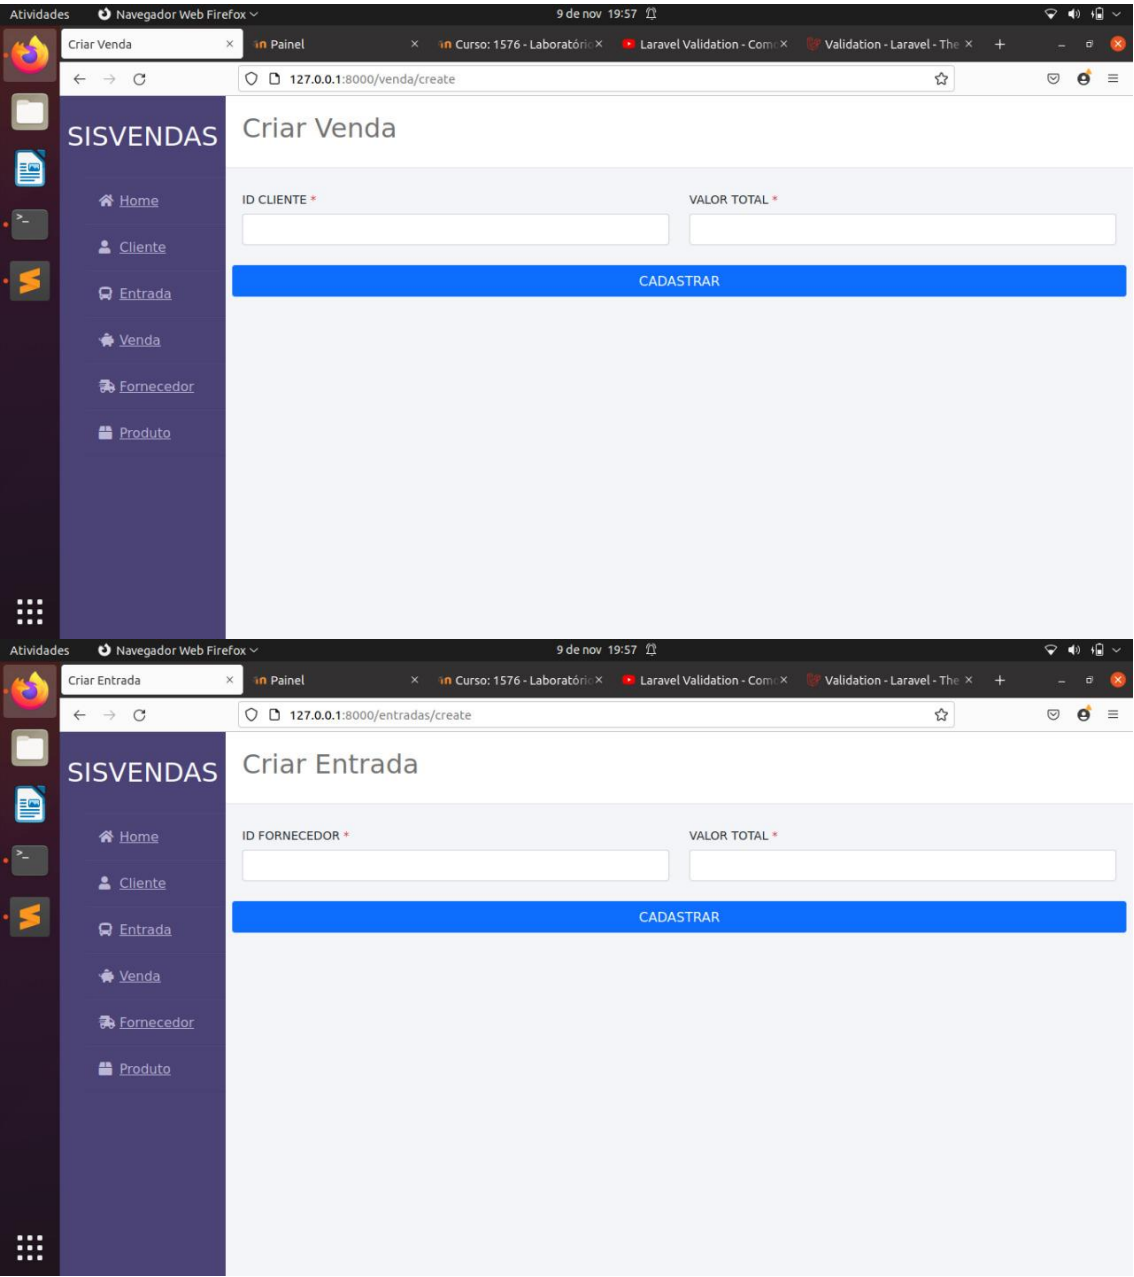 Atividades Navegador Web Firefox 9 de nov 19:57
Criar Venda × Painel × Curso: 1576 - Laboratóri × Laravel Validation - Com × Validation - Laravel - The × +
127.0.0.1:8000/venda/create
SISVENDAS
Criar Venda
Home
Cliente
Entrada
Venda
Fornecedor
Produto
ID CLIENTE *
VALOR TOTAL *
CADASTRAR
Atividades Navegador Web Firefox 9 de nov 19:57
Criar Entrada × Painel × Curso: 1576 - Laboratóri × Laravel Validation - Com × Validation - Laravel - The × +
127.0.0.1:8000/entradas/create
SISVENDAS
Criar Entrada
Home
Cliente
Entrada
Venda
Fornecedor
Produto
ID FORNECEDOR *
VALOR TOTAL *
CADASTRAR